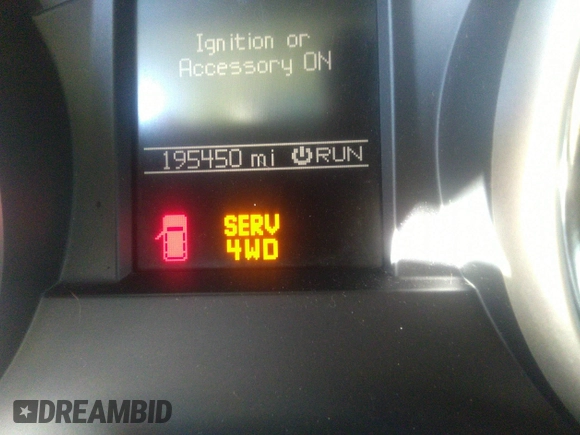 Ignition or
Accessory ON
195450 mi RUN
SERV
4WD
DREAMBID